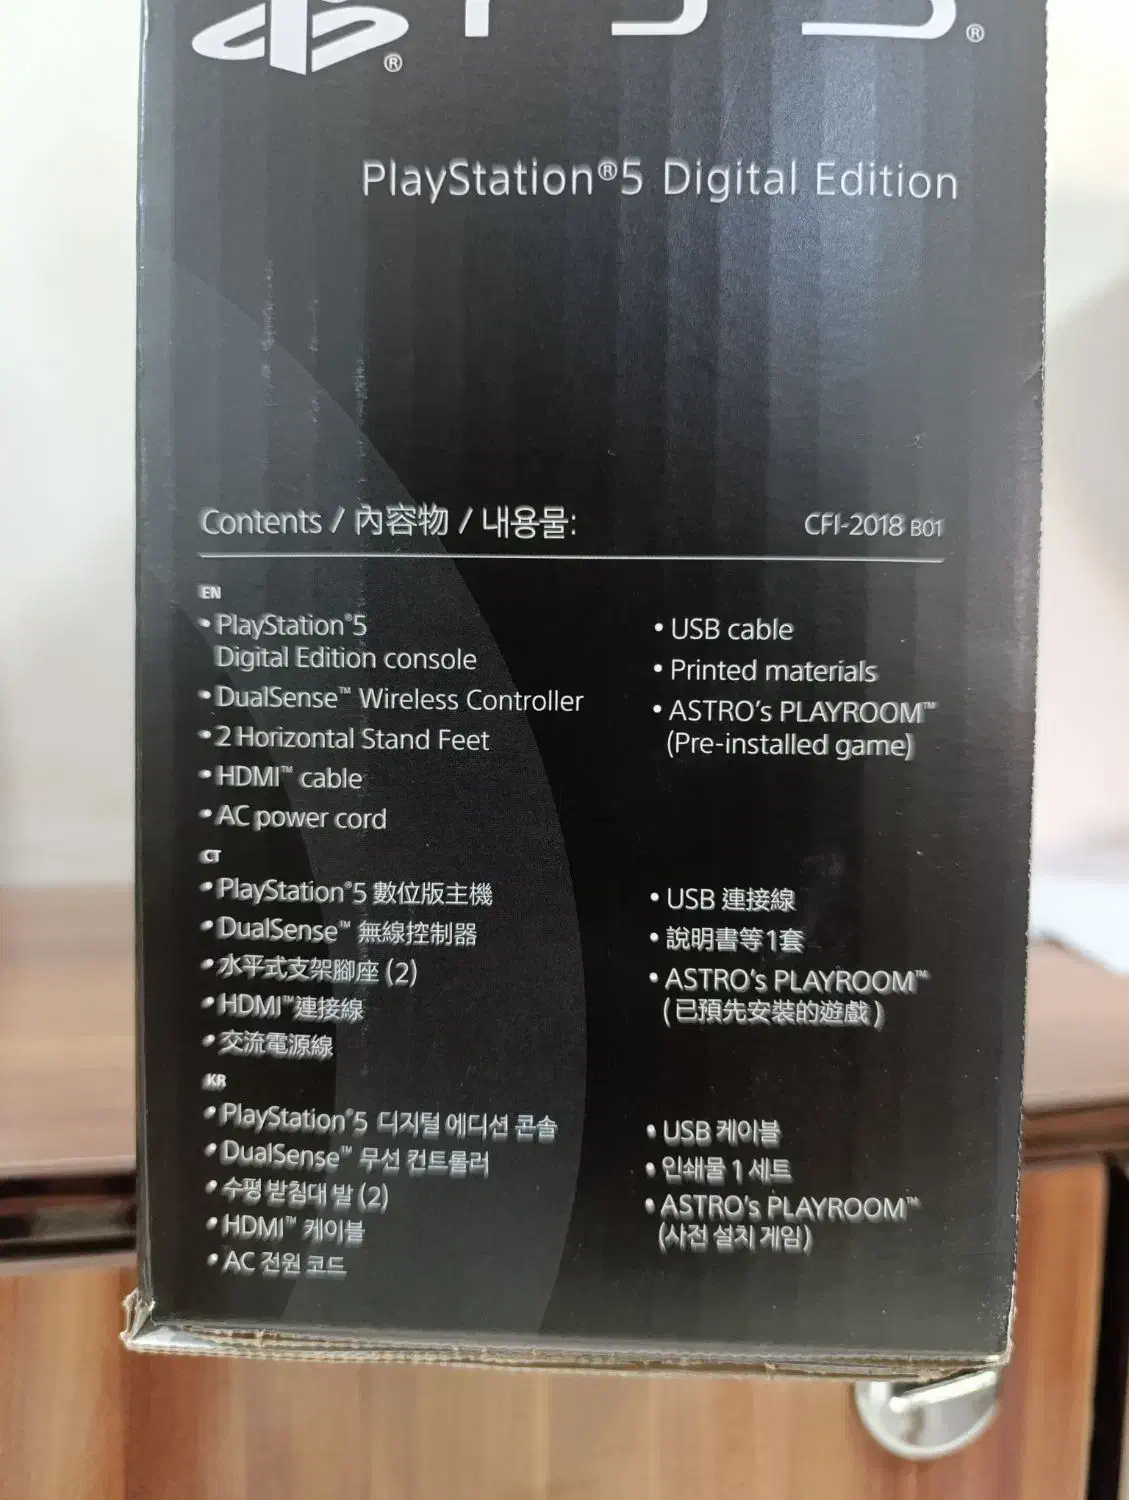 PS5®
PlayStation®5 Digital Edition
Contents / 內容物 / 내용물:
CFI-2018 B01
EN
• PlayStation®5
Digital Edition console
• DualSense™ Wireless Controller
• 2 Horizontal Stand Feet
• HDMI™ cable
• AC power cord
• USB cable
• Printed materials
• ASTRO's PLAYROOM™
(Pre-installed game)
CT
• PlayStation®5 數位版主機
• DualSense™ 無線控制器
• 水平式支架腳座 (2)
• HDMI™連接線
• 交流電源線
• USB 連接線
• 說明書等1套
• ASTRO's PLAYROOM™
( 已預先安裝的遊戲 )
KR
• PlayStation®5 디지털 에디션 콘솔
• DualSense™ 무선 컨트롤러
• 수평 받침대 발 (2)
• HDMI™ 케이블
• AC 전원 코드
• USB 케이블
• 인쇄물 1 세트
• ASTRO's PLAYROOM™
(사전 설치 게임)